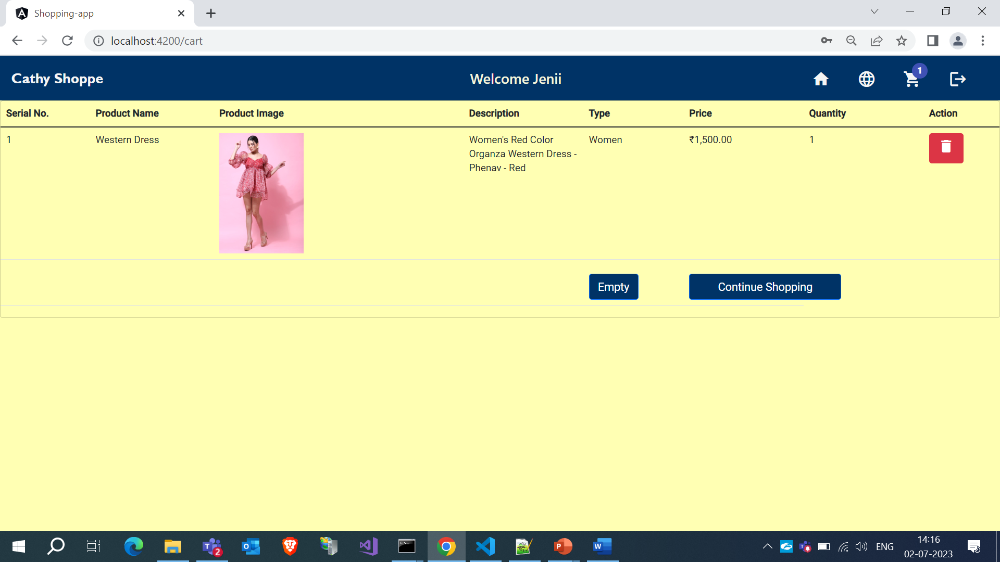 Shopping-app
localhost:4200/cart
Cathy Shoppe
Welcome Jenii
1
Serial No. Product Name Product Image Description Type Price Quantity Action
1 Western Dress Women's Red Color Women ₹1,500.00 1
Organza Western Dress -
Phenav - Red
Empty Continue Shopping
14:16
ENG
02-07-2023
2